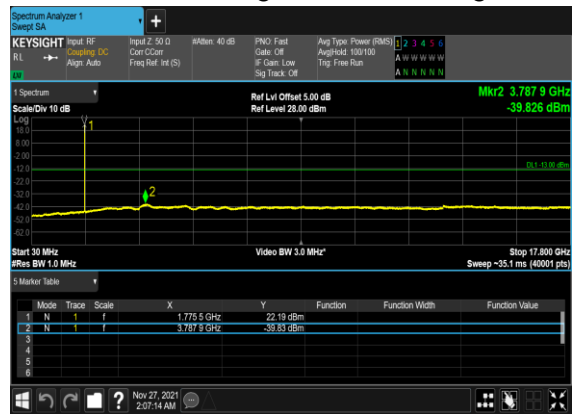 Spectrum Analyzer 1
Swept SA
+
KEYSIGHT Input: RF Input Z: 50 Ω #Atten: 40 dB PNO: Fast Avg Type: Power (RMS) 1 2 3 4 5 6
RL Coupling: DC Corr CCorr Gate: Off Avg|Hold: 100/100 A W W W W W
Align: Auto Freq Ref: Int (S) IF Gain: Low Trig: Free Run
Sig Track: Off A N N N N N
LW
1 Spectrum Ref Lvl Offset 5.00 dB Mkr2 3.787 9 GHz
Scale/Div 10 dB Ref Level 28.00 dBm -39.826 dBm
Log
1
18.0
8.00
-2.00
-12.0 DL1 -13.00 dBm
-22.0
-32.0 2
-42.0
-52.0
-62.0
Start 30 MHz Video BW 3.0 MHz* Stop 17.800 GHz
#Res BW 1.0 MHz Sweep ~35.1 ms (40001 pts)
5 Marker Table
Mode Trace Scale X Y Function Function Width Function Value
1 N 1 f 1.775 5 GHz 22.19 dBm
2 N 1 f 3.787 9 GHz -39.83 dBm
3
4
5
6
? Nov 27, 2021
2:07:14 AM